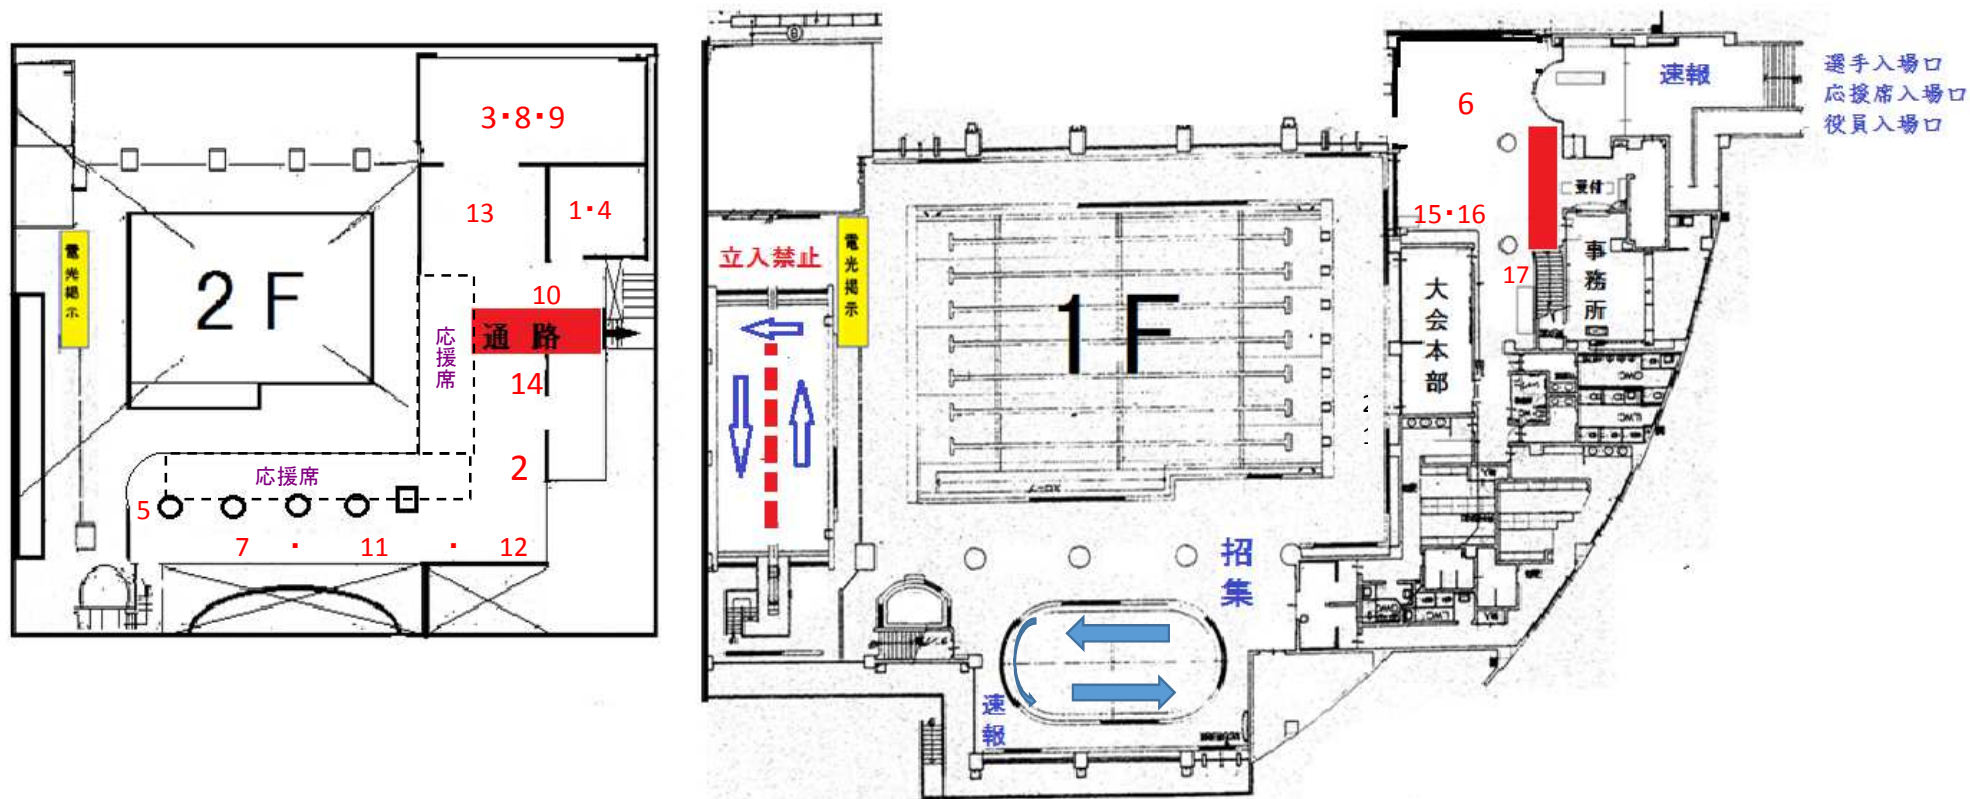 3・8・9
13
1・4
電光掲示
2F
10
応援席
通路
14
応援席
2
5
7 ・ 11 ・ 12
選手入場口
応援席入場口
役員入場口
速報
6
受付
15・16
17
事務所
大会本部
立入禁止
電光掲示
1F
招集
速報